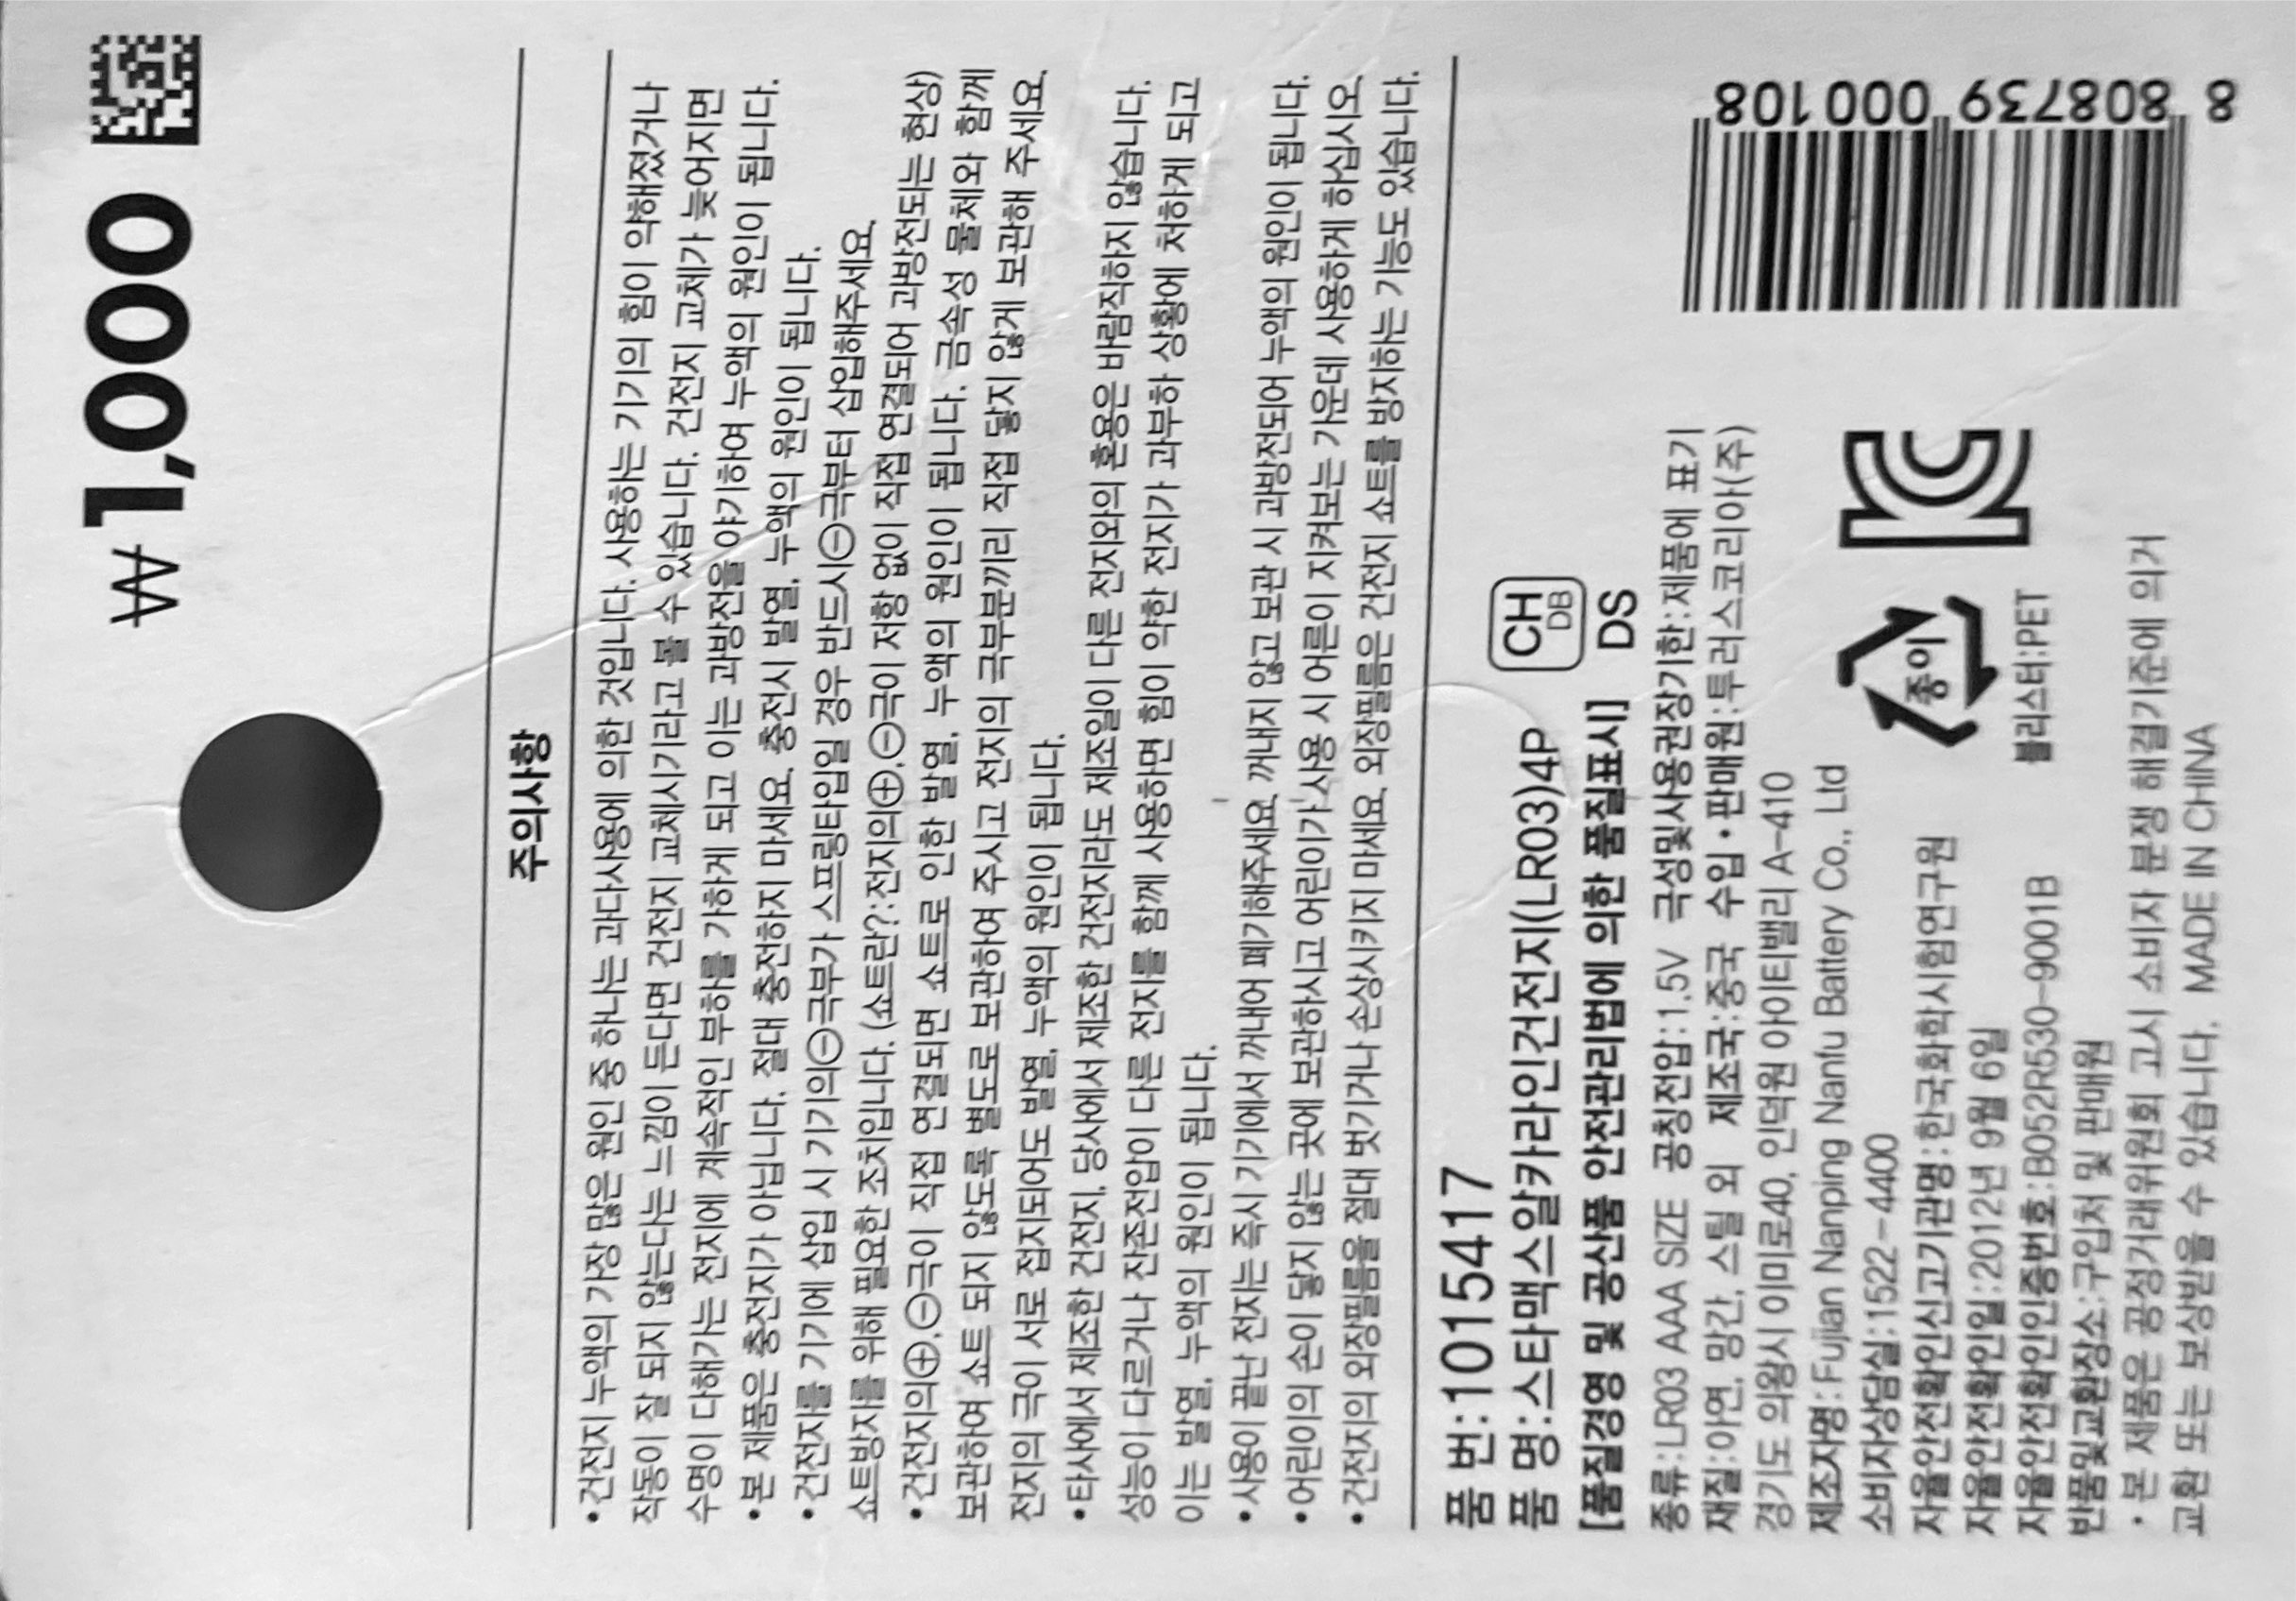 ₩1,000
주의사항
•건전지 누액의 가장 많은 원인 중 하나는 과다사용에 의한 것입니다. 사용하는 기기의 힘이 약해졌거나
작동이 잘 되지 않는다는 느낌이 든다면 건전지 교체시기라고 볼 수 있습니다. 건전지 교체가 늦어지면
수명이 다해가는 전지에 계속적인 부하를 가하게 되고 이는 과방전을 야기하여 누액의 원인이 됩니다.
•본 제품은 충전지가 아닙니다. 절대 충전하지 마세요. 충전시 발열, 누액의 원인이 됩니다.
•건전지를 기기에 삽입 시 기기의⊖극부가 스프링타입일 경우 반드시⊖극부터 삽입해주세요.
쇼트방지를 위해 필요한 조치입니다. (쇼트란?:전지의⊕,⊖극이 저항 없이 직접 연결되어 과방전되는 현상)
•건전지의⊕,⊖극이 직접 연결되면 쇼트로 인한 발열, 누액의 원인이 됩니다. 금속성 물체와 함께
보관하여 쇼트 되지 않도록 별도로 보관하여 주시고 전지의 극부분끼리 직접 닿지 않게 보관해 주세요.
전지의 극이 서로 접지되어도 발열, 누액의 원인이 됩니다.
•타사에서 제조한 건전지, 당사에서 제조한 건전지라도 제조일이 다른 전지와의 혼용은 바람직하지 않습니다.
성능이 다르거나 잔존전압이 다른 전지를 함께 사용하면 힘이 약한 전지가 과부하 상황에 처하게 되고
이는 발열, 누액의 원인이 됩니다.
•사용이 끝난 전지는 즉시 기기에서 꺼내어 폐기해주세요. 꺼내지 않고 보관 시 과방전되어 누액의 원인이 됩니다.
•어린이의 손이 닿지 않는 곳에 보관하시고 어린이가 사용 시 어른이 지켜보는 가운데 사용하게 하십시오.
•건전지의 외장필름을 절대 벗기거나 손상시키지 마세요. 외장필름은 건전지 쇼트를 방지하는 기능도 있습니다.
품 번:1015417
품 명:스타맥스알카라인건전지(LR03)4P
CH
DB
DS
[품질경영 및 공산품 안전관리법에 의한 품질표시]
종류:LR03 AAA SIZE 공칭전압:1.5V 극성및사용권장기한:제품에 표기
재질:아연, 망간, 스틸 외 제조국:중국 수입•판매원:투러스코리아(주)
경기도 의왕시 이미로40, 인덕원 아이티밸리 A-410
제조자명:Fujian Nanping Nanfu Battery Co., Ltd
소비자상담실:1522-4400
자율안전확인신고기관명:한국화학시험연구원
자율안전확인일:2012년 9월 6일
자율안전확인인증번호:B052R530-9001B
반품및교환장소:구입처 및 판매원
•본 제품은 공정거래위원회 고시 소비자 분쟁 해결기준에 의거
교환 또는 보상받을 수 있습니다. MADE IN CHINA
종이
블리스터:PET
KC
8 808739 000108